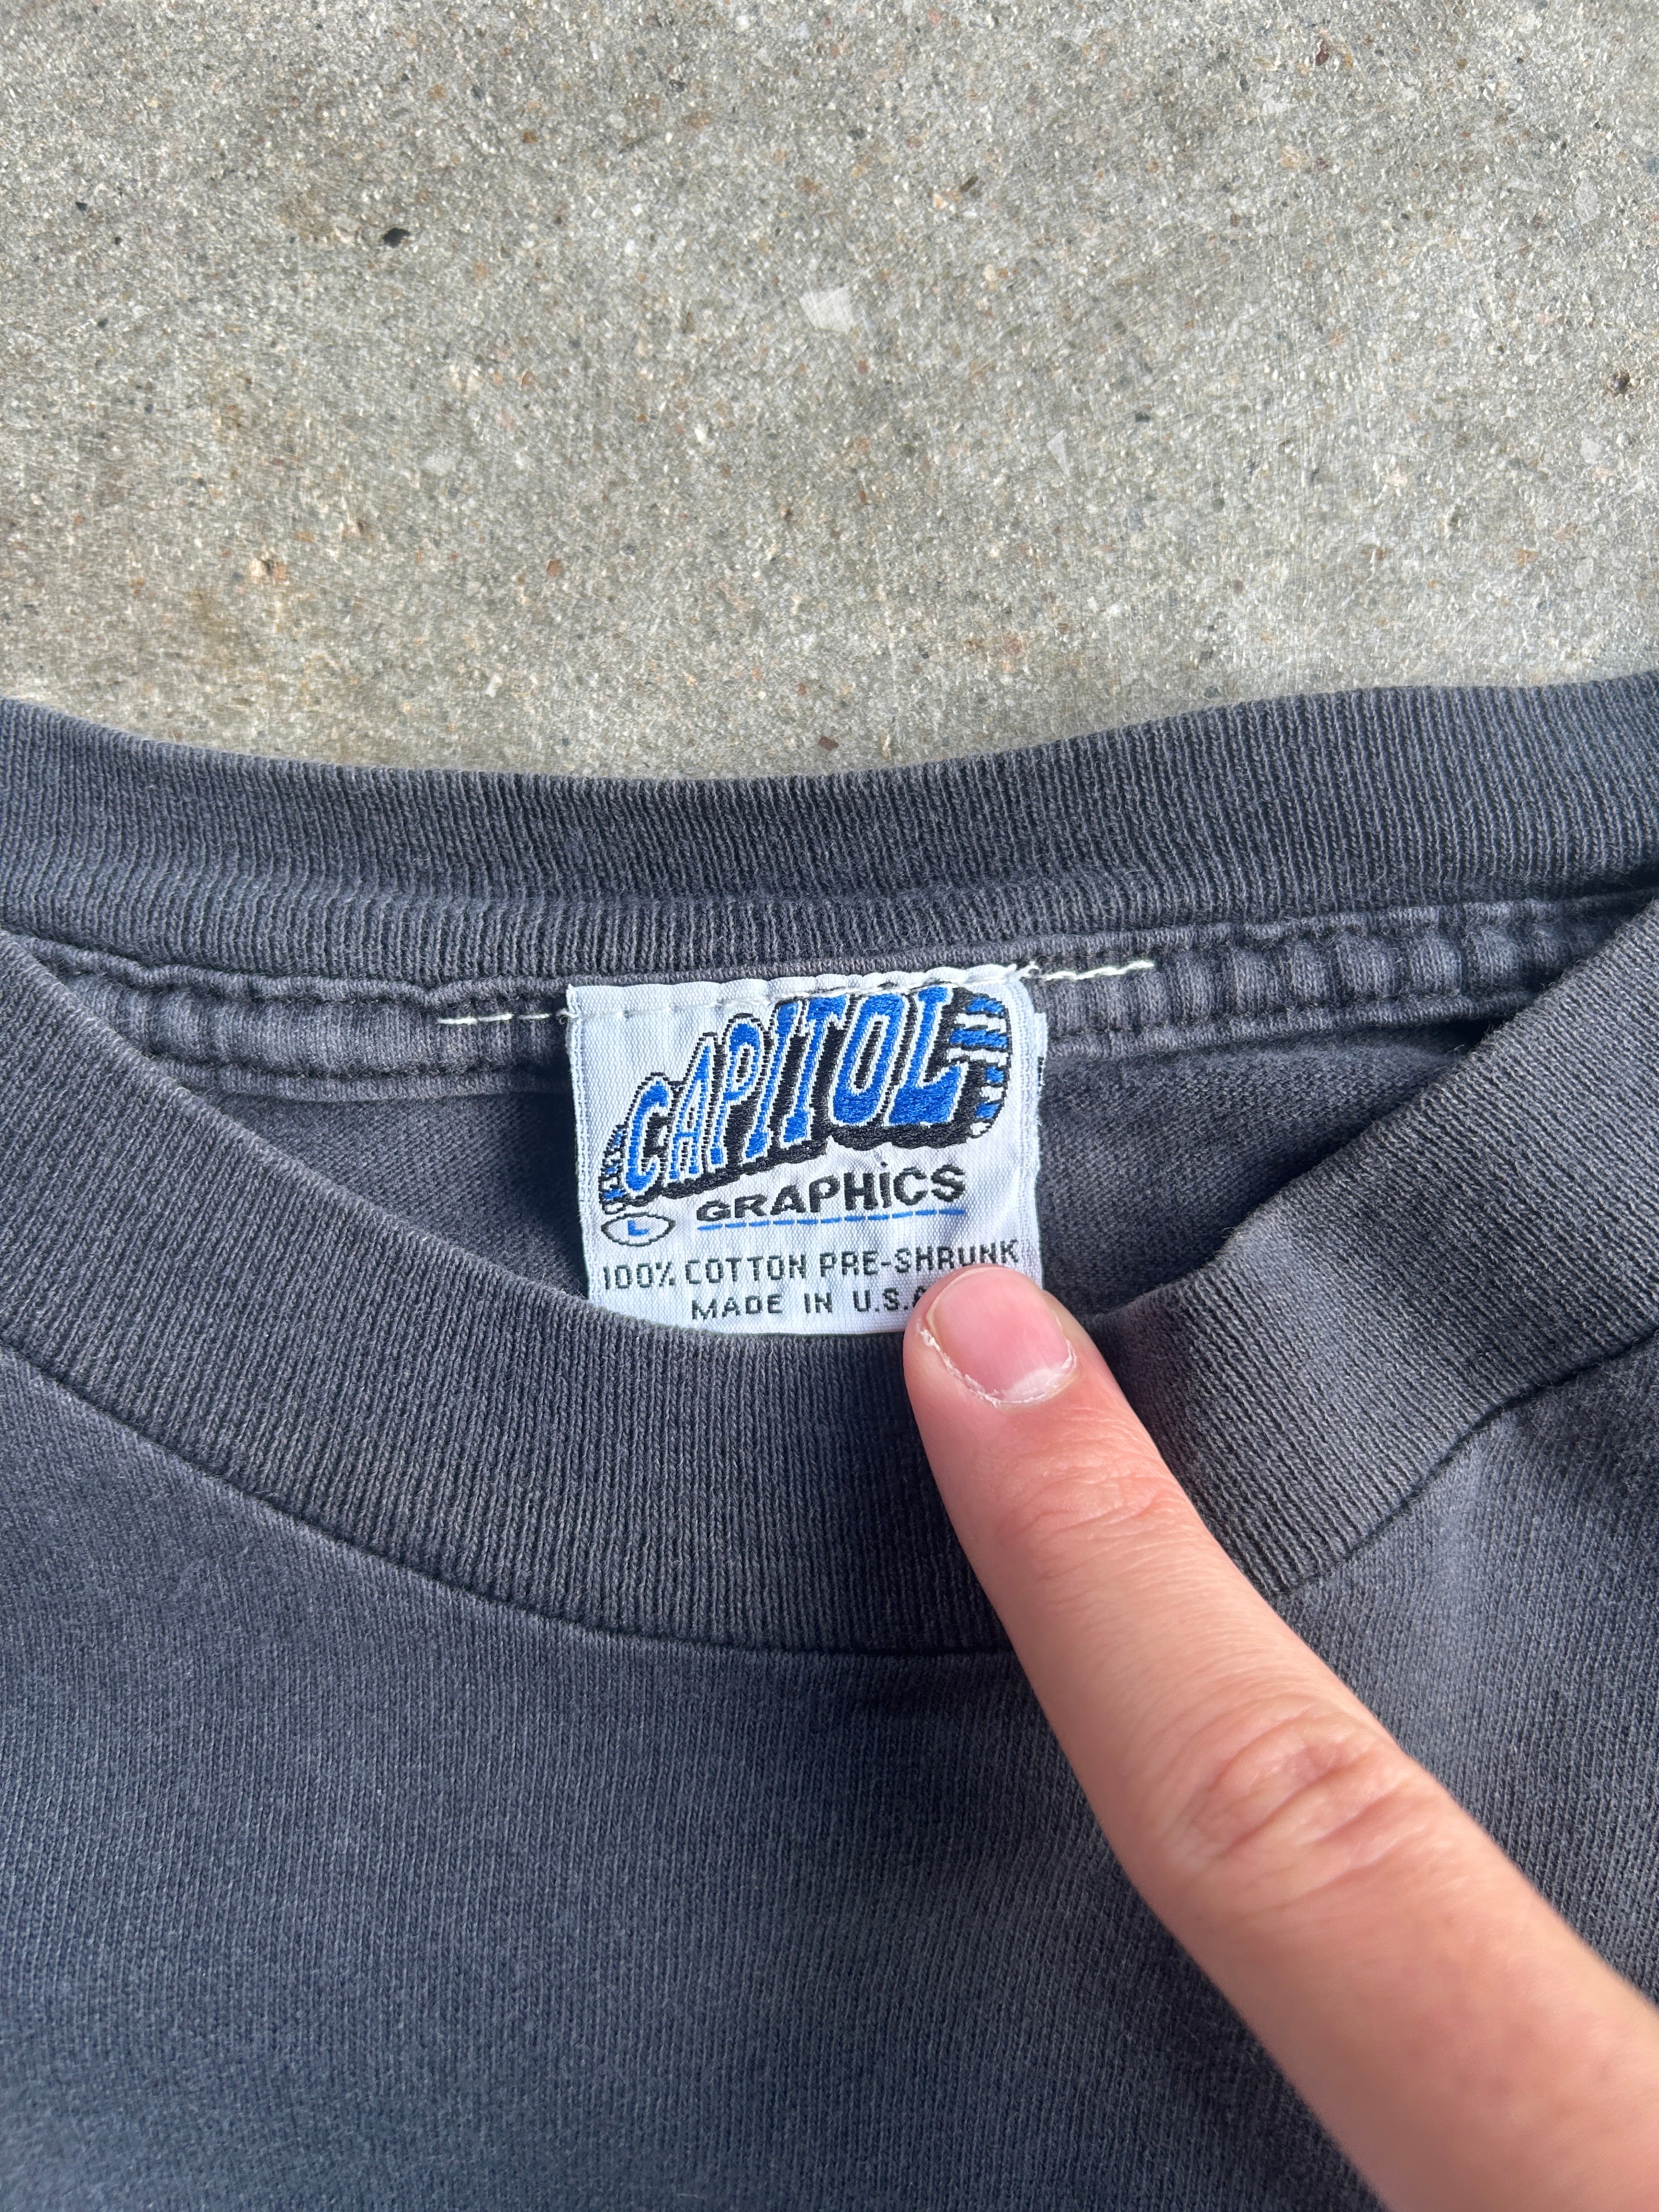 CAPITOL
GRAPHiCS
L
100% COTTON PRE-SHRUNK
MADE IN U.S.A